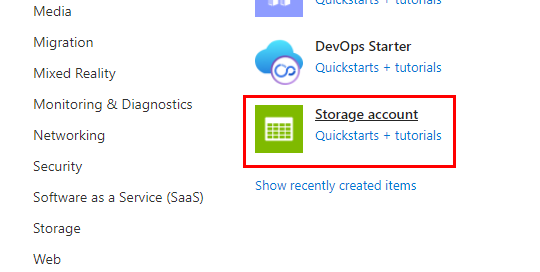 Media
Migration
Mixed Reality
Monitoring & Diagnostics
Networking
Security
Software as a Service (SaaS)
Storage
Web
Quickstarts + tutorials
DevOps Starter
Quickstarts + tutorials
Storage account
Quickstarts + tutorials
Show recently created items